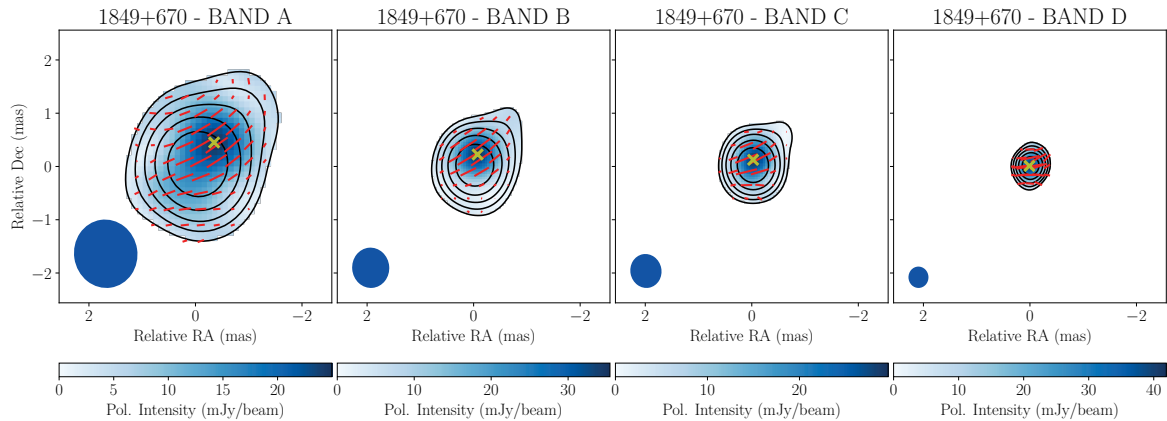 1849+670 - BAND A
1849+670 - BAND B
1849+670 - BAND C
1849+670 - BAND D
Relative Dec (mas)
2
1
0
−1
−2
2 0 −2
2 0 −2
2 0 −2
2 0 −2
Relative RA (mas)
Relative RA (mas)
Relative RA (mas)
Relative RA (mas)
0 5 10 15 20
0 10 20 30
0 10 20
0 10 20 30 40
Pol. Intensity (mJy/beam)
Pol. Intensity (mJy/beam)
Pol. Intensity (mJy/beam)
Pol. Intensity (mJy/beam)